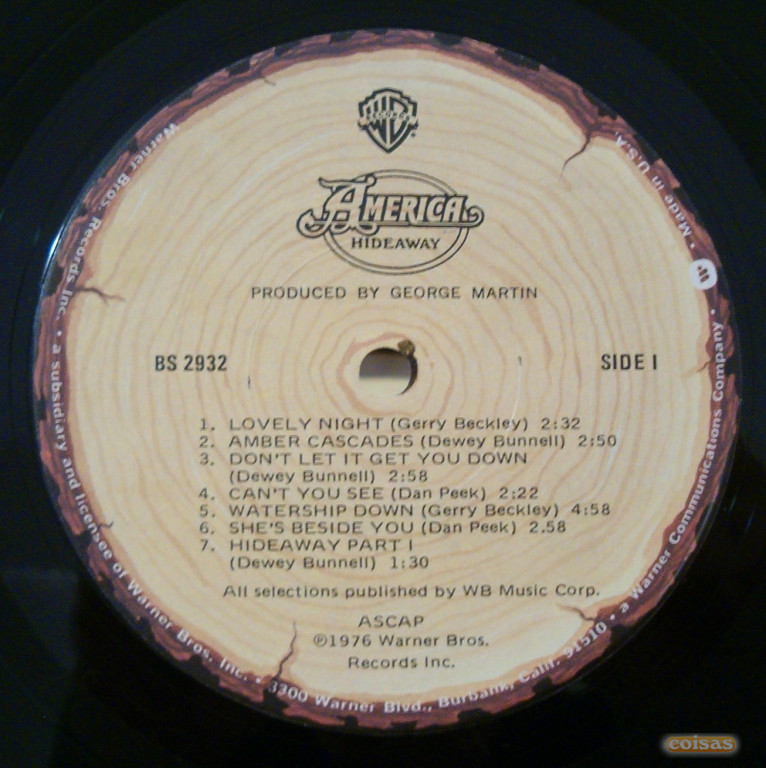 RECORDS
AMERICA
HIDEAWAY
PRODUCED BY GEORGE MARTIN
BS 2932
SIDE I
1. LOVELY NIGHT (Gerry Beckley) 2:32
2. AMBER CASCADES (Dewey Bunnell) 2:50
3. DON'T LET IT GET YOU DOWN
(Dewey Bunnell) 2:58
4. CAN'T YOU SEE (Dan Peek) 2:22
5. WATERSHIP DOWN (Gerry Beckley) 4:58
6. SHE'S BESIDE YOU (Dan Peek) 2.58
7. HIDEAWAY PART I
(Dewey Bunnell) 1:30
All selections published by WB Music Corp.
ASCAP
℗1976 Warner Bros.
Records Inc.
Warner Bros. Records Inc. • a subsidiary and licensee of Warner Bros. Inc. • 3300 Warner Blvd., Burbank, Calif. 91510 • a Warner Communications Company • Made in U.S.A.
coisas